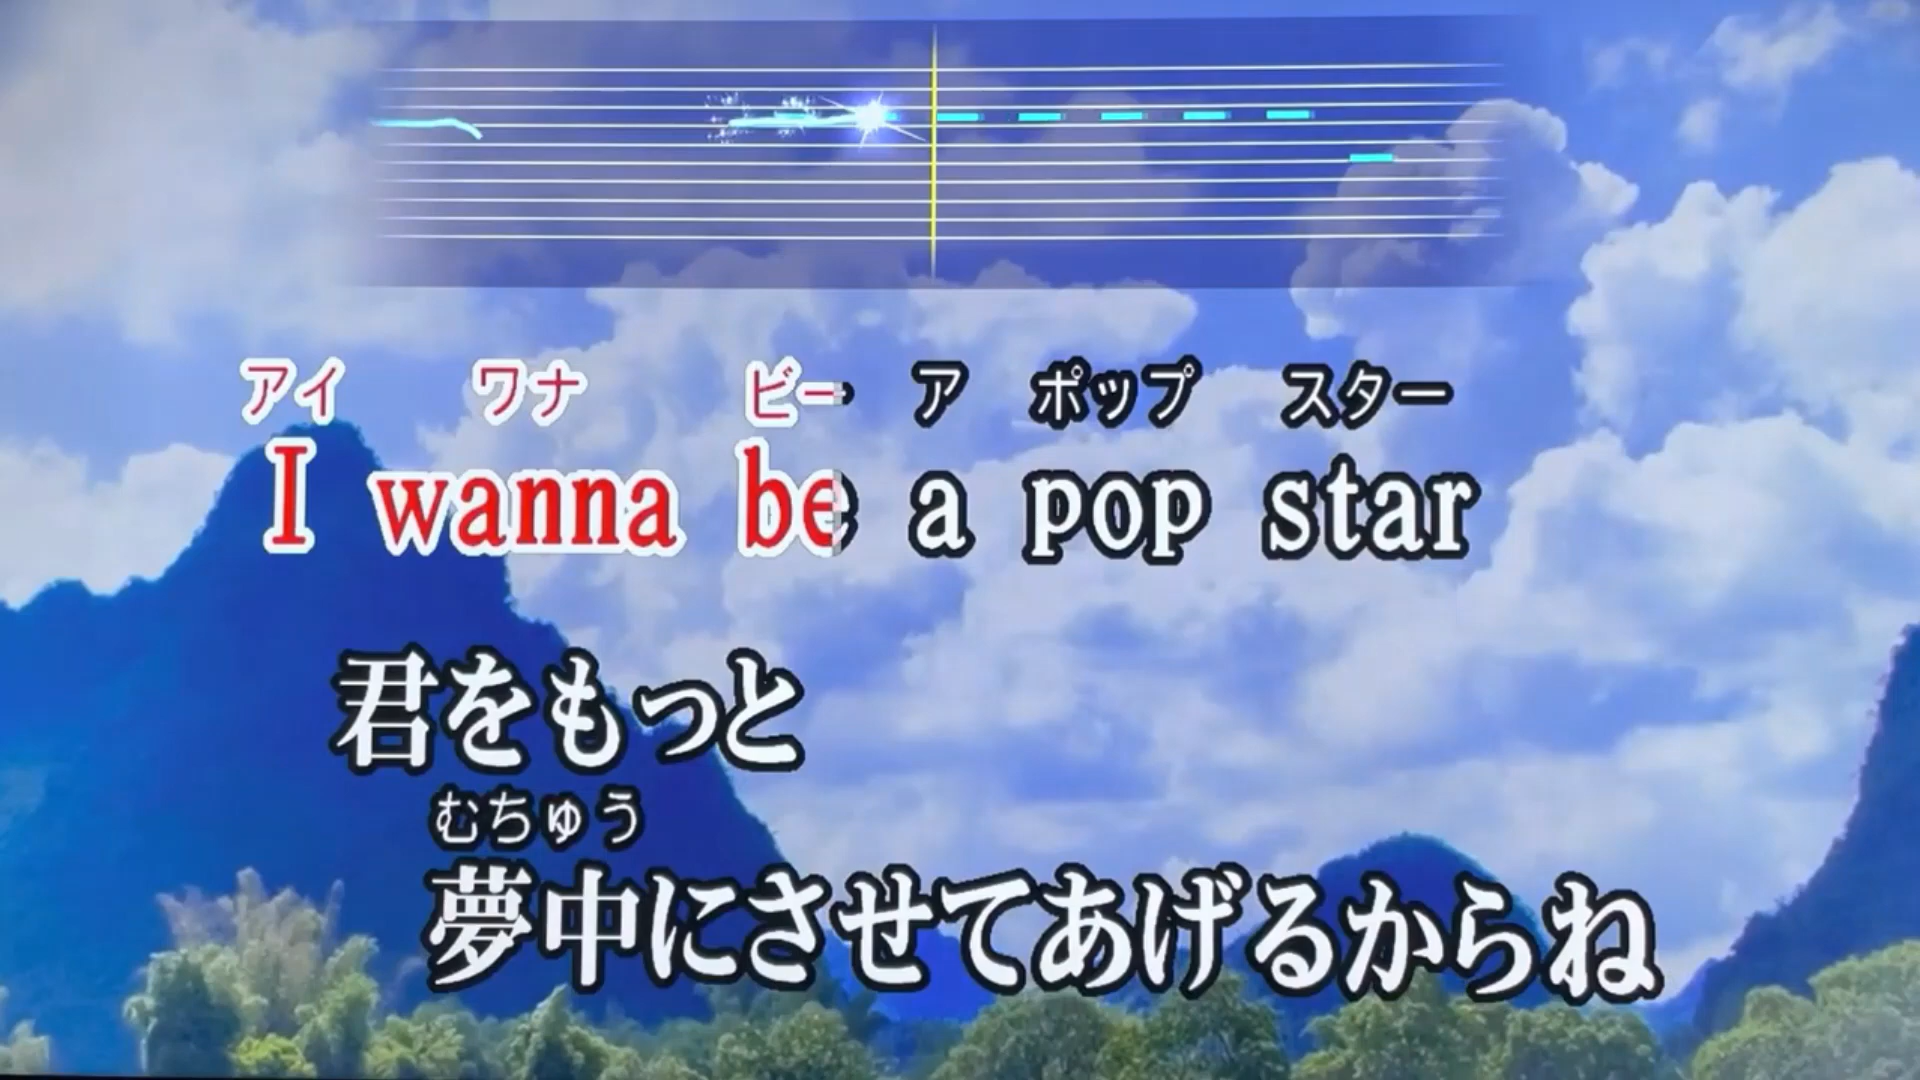 アイ ワナ ビー ア ポップ スター
I wanna be a pop star
君をもっと
むちゅう
夢中にさせてあげるからね